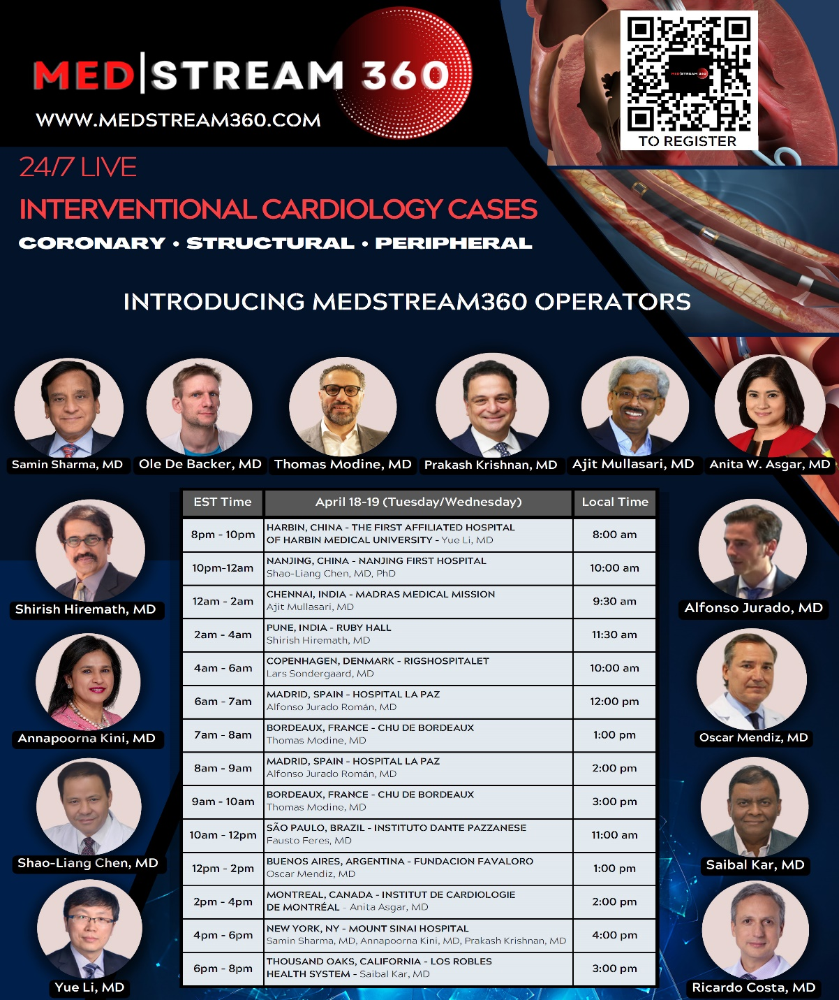 MED|STREAM 360
WWW.MEDSTREAM360.COM
MED|STREAM 360
TO REGISTER
24/7 LIVE
INTERVENTIONAL CARDIOLOGY CASES
CORONARY • STRUCTURAL • PERIPHERAL
INTRODUCING MEDSTREAM360 OPERATORS
Samin Sharma, MD
Ole De Backer, MD
Thomas Modine, MD
Prakash Krishnan, MD
Ajit Mullasari, MD
Anita W. Asgar, MD
Shirish Hiremath, MD
Annapoorna Kini, MD
Shao-Liang Chen, MD
Yue Li, MD
EST Time
April 18-19 (Tuesday/Wednesday)
Local Time
8pm - 10pm
HARBIN, CHINA - THE FIRST AFFILIATED HOSPITAL
OF HARBIN MEDICAL UNIVERSITY - Yue Li, MD
8:00 am
10pm-12am
NANJING, CHINA - NANJING FIRST HOSPITAL
Shao-Liang Chen, MD, PhD
10:00 am
12am - 2am
CHENNAI, INDIA - MADRAS MEDICAL MISSION
Ajit Mullasari, MD
9:30 am
2am - 4am
PUNE, INDIA - RUBY HALL
Shirish Hiremath, MD
11:30 am
4am - 6am
COPENHAGEN, DENMARK - RIGSHOSPITALET
Lars Sondergaard, MD
10:00 am
6am - 7am
MADRID, SPAIN - HOSPITAL LA PAZ
Alfonso Jurado Román, MD
12:00 pm
7am - 8am
BORDEAUX, FRANCE - CHU DE BORDEAUX
Thomas Modine, MD
1:00 pm
8am - 9am
MADRID, SPAIN - HOSPITAL LA PAZ
Alfonso Jurado Román, MD
2:00 pm
9am - 10am
BORDEAUX, FRANCE - CHU DE BORDEAUX
Thomas Modine, MD
3:00 pm
10am - 12pm
SÃO PAULO, BRAZIL - INSTITUTO DANTE PAZZANESE
Fausto Feres, MD
11:00 am
12pm - 2pm
BUENOS AIRES, ARGENTINA - FUNDACION FAVALORO
Oscar Mendiz, MD
1:00 pm
2pm - 4pm
MONTREAL, CANADA - INSTITUT DE CARDIOLOGIE
DE MONTRÉAL - Anita Asgar, MD
2:00 pm
4pm - 6pm
NEW YORK, NY - MOUNT SINAI HOSPITAL
Samin Sharma, MD, Annapoorna Kini, MD, Prakash Krishnan, MD
4:00 pm
6pm - 8pm
THOUSAND OAKS, CALIFORNIA - LOS ROBLES
HEALTH SYSTEM - Saibal Kar, MD
3:00 pm
Alfonso Jurado, MD
Oscar Mendiz, MD
Saibal Kar, MD
Ricardo Costa, MD